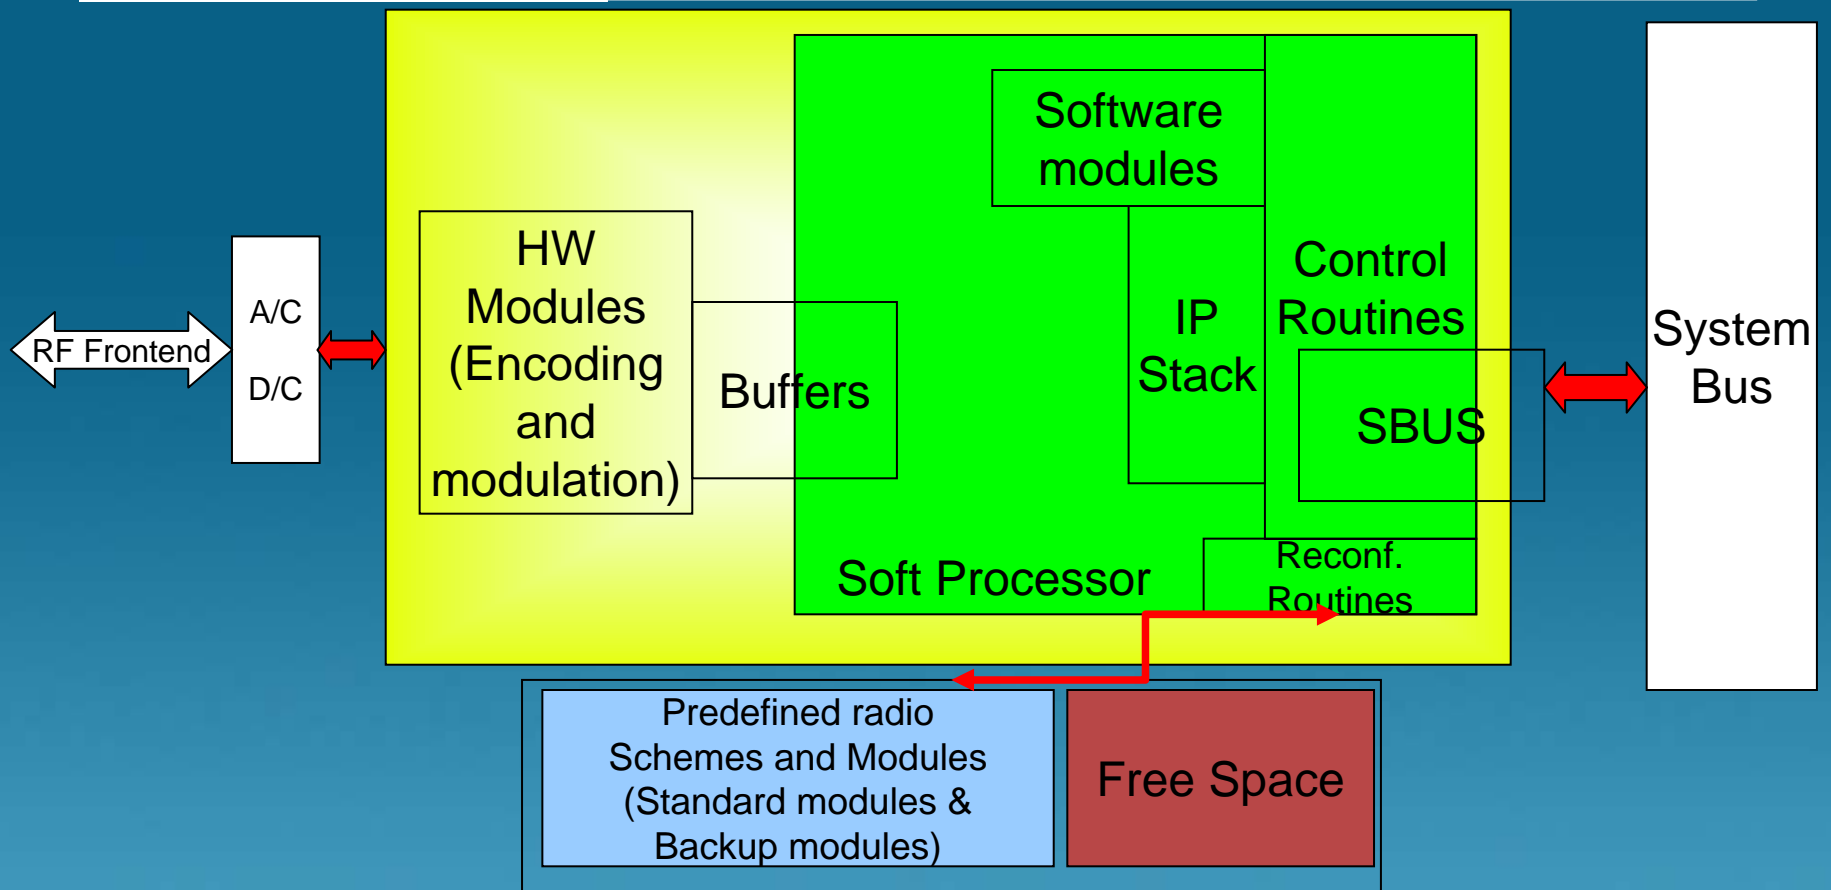 RF Frontend
A/C
D/C
HW
Modules
(Encoding
and
modulation)
Buffers
Software
modules
IP
Stack
Control
Routines
SBUS
Soft Processor
Reconf.
Routines
System
Bus
Predefined radio
Schemes and Modules
(Standard modules &
Backup modules)
Free Space